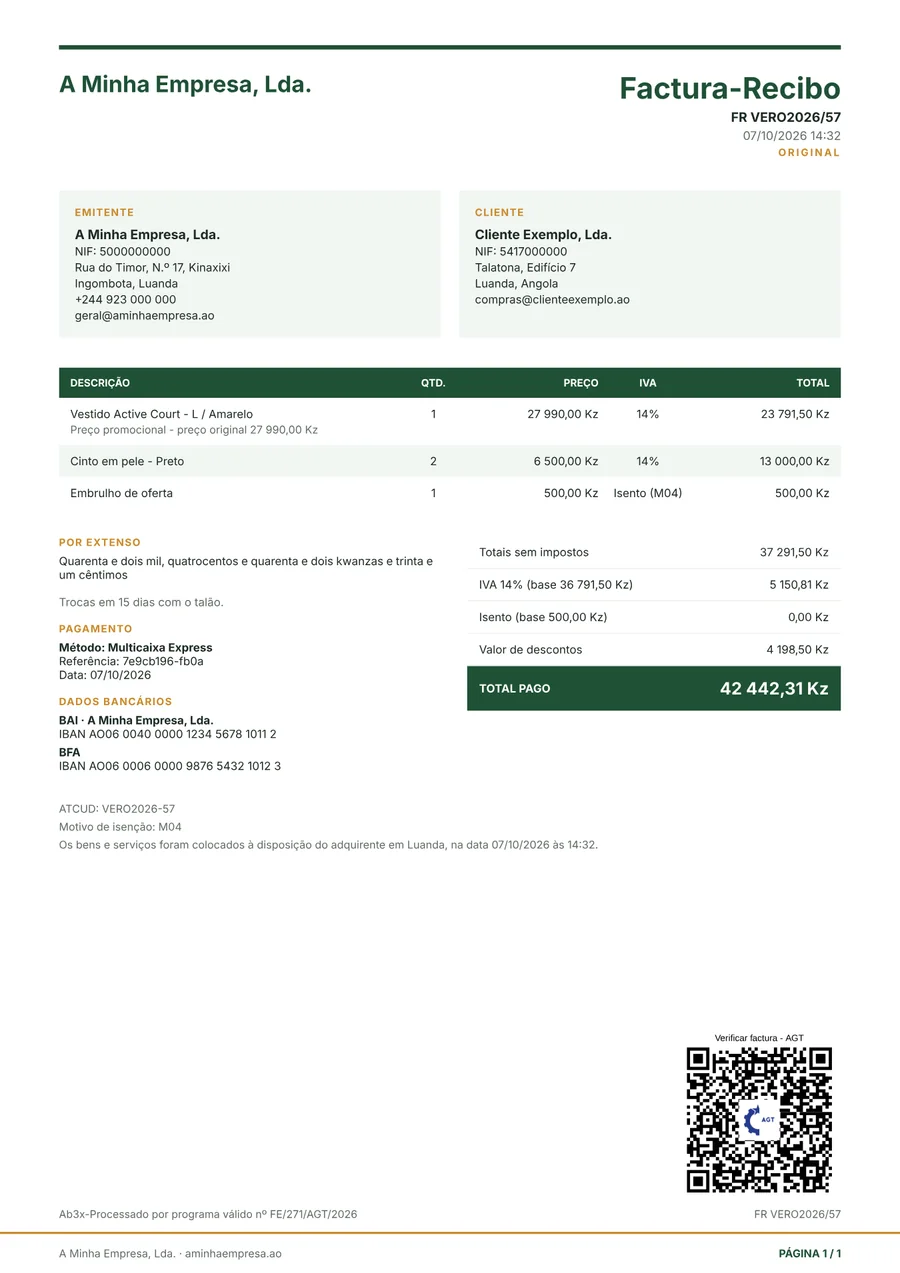 A Minha Empresa, Lda.
Factura-Recibo
FR VERO2026/57
07/10/2026 14:32
ORIGINAL
EMITENTE
A Minha Empresa, Lda.
NIF: 5000000000
Rua do Timor, N.º 17, Kinaxixi
Ingombota, Luanda
+244 923 000 000
geral@aminhaempresa.ao
CLIENTE
Cliente Exemplo, Lda.
NIF: 5417000000
Talatona, Edifício 7
Luanda, Angola
compras@clienteexemplo.ao
DESCRIÇÃO QTD. PREÇO IVA TOTAL
Vestido Active Court - L / Amarelo 1 27 990,00 Kz 14% 23 791,50 Kz
Preço promocional - preço original 27 990,00 Kz
Cinto em pele - Preto 2 6 500,00 Kz 14% 13 000,00 Kz
Embrulho de oferta 1 500,00 Kz Isento (M04) 500,00 Kz
POR EXTENSO
Quarenta e dois mil, quatrocentos e quarenta e dois kwanzas e trinta e
um cêntimos
Trocas em 15 dias com o talão.
PAGAMENTO
Método: Multicaixa Express
Referência: 7e9cb196-fb0a
Data: 07/10/2026
DADOS BANCÁRIOS
BAI · A Minha Empresa, Lda.
IBAN AO06 0040 0000 1234 5678 1011 2
BFA
IBAN AO06 0006 0000 9876 5432 1012 3
Totais sem impostos 37 291,50 Kz
IVA 14% (base 36 791,50 Kz) 5 150,81 Kz
Isento (base 500,00 Kz) 0,00 Kz
Valor de descontos 4 198,50 Kz
TOTAL PAGO 42 442,31 Kz
ATCUD: VERO2026-57
Motivo de isenção: M04
Os bens e serviços foram colocados à disposição do adquirente em Luanda, na data 07/10/2026 às 14:32.
Verificar factura - AGT
AGT
Ab3x-Processado por programa válido nº FE/271/AGT/2026
FR VERO2026/57
A Minha Empresa, Lda. · aminhaempresa.ao
PÁGINA 1 / 1